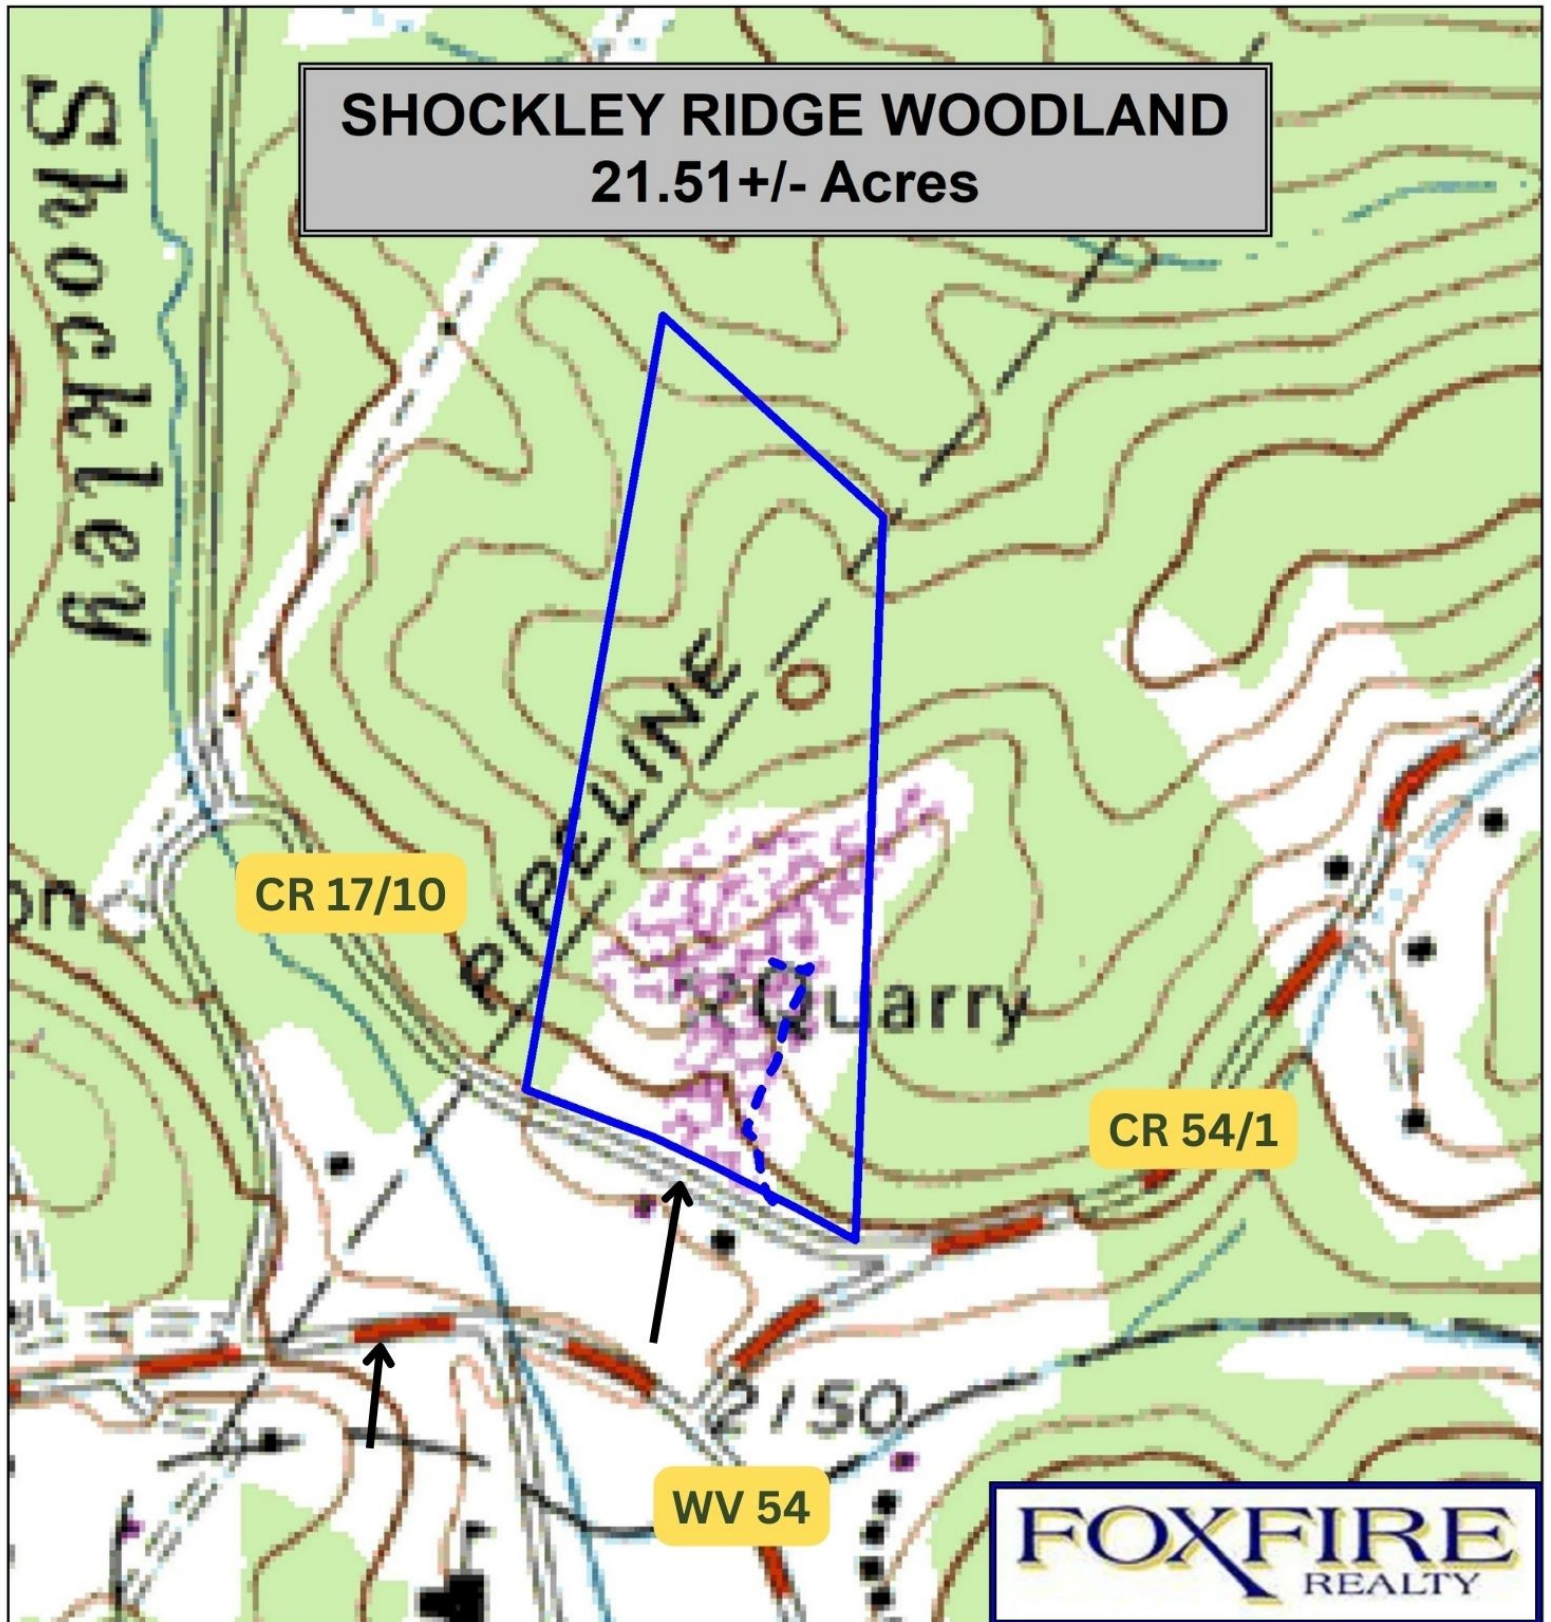 SHOCKLEY RIDGE WOODLAND
21.51+/- Acres
Shockley
PIPELINE
on
CR 17/10
Quarry
CR 54/1
2150
WV 54
FOXFIRE
REALTY